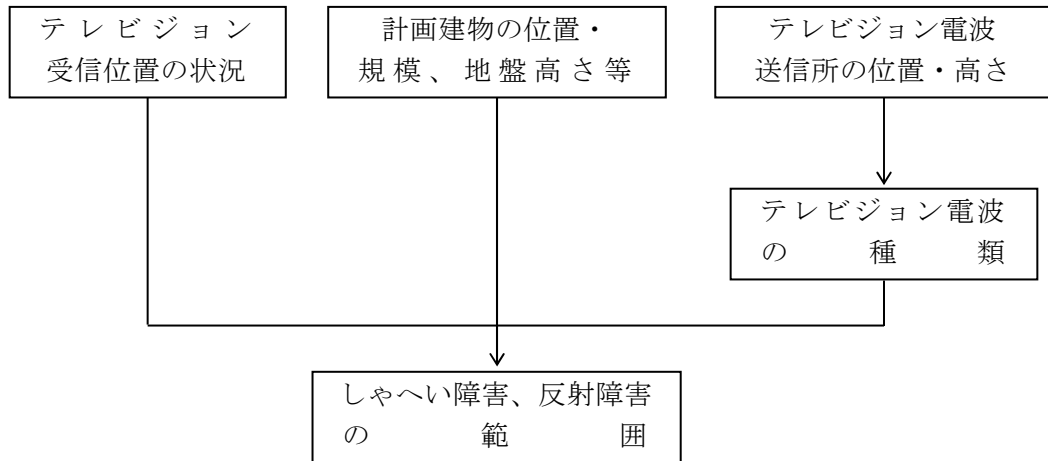 テレビジョン
受信位置の状況
計画建物の位置・
規模、地盤高さ等
テレビジョン電波
送信所の位置・高さ
テレビジョン電波
の種類
しゃへい障害、反射障害
の範囲